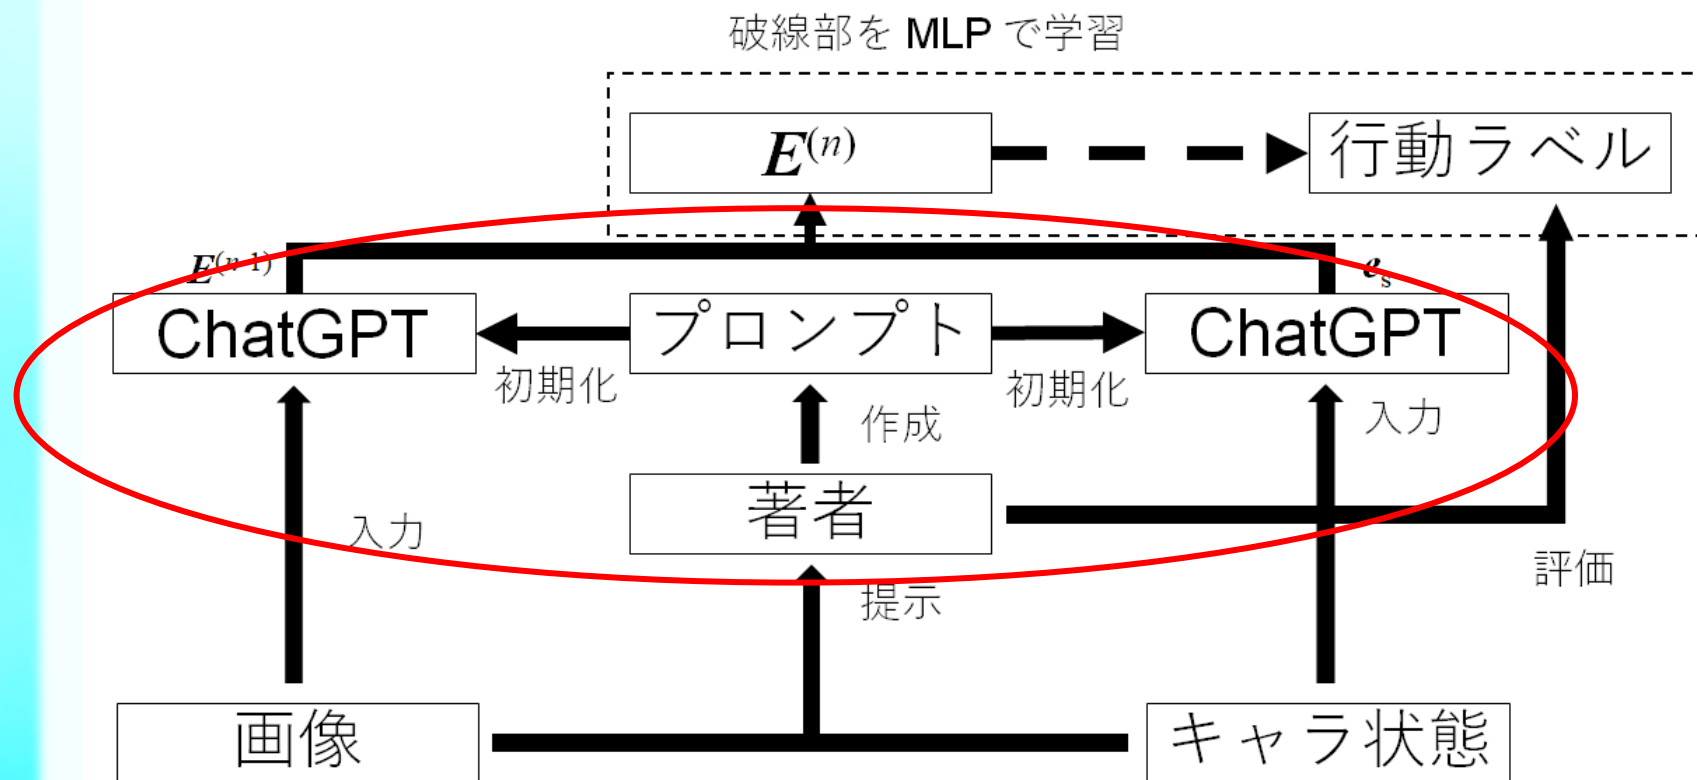 破線部を MLP で学習
E(n)
行動ラベル
E(n-1)
es
ChatGPT
プロンプト
ChatGPT
初期化
初期化
作成
入力
著者
入力
評価
提示
画像
キャラ状態